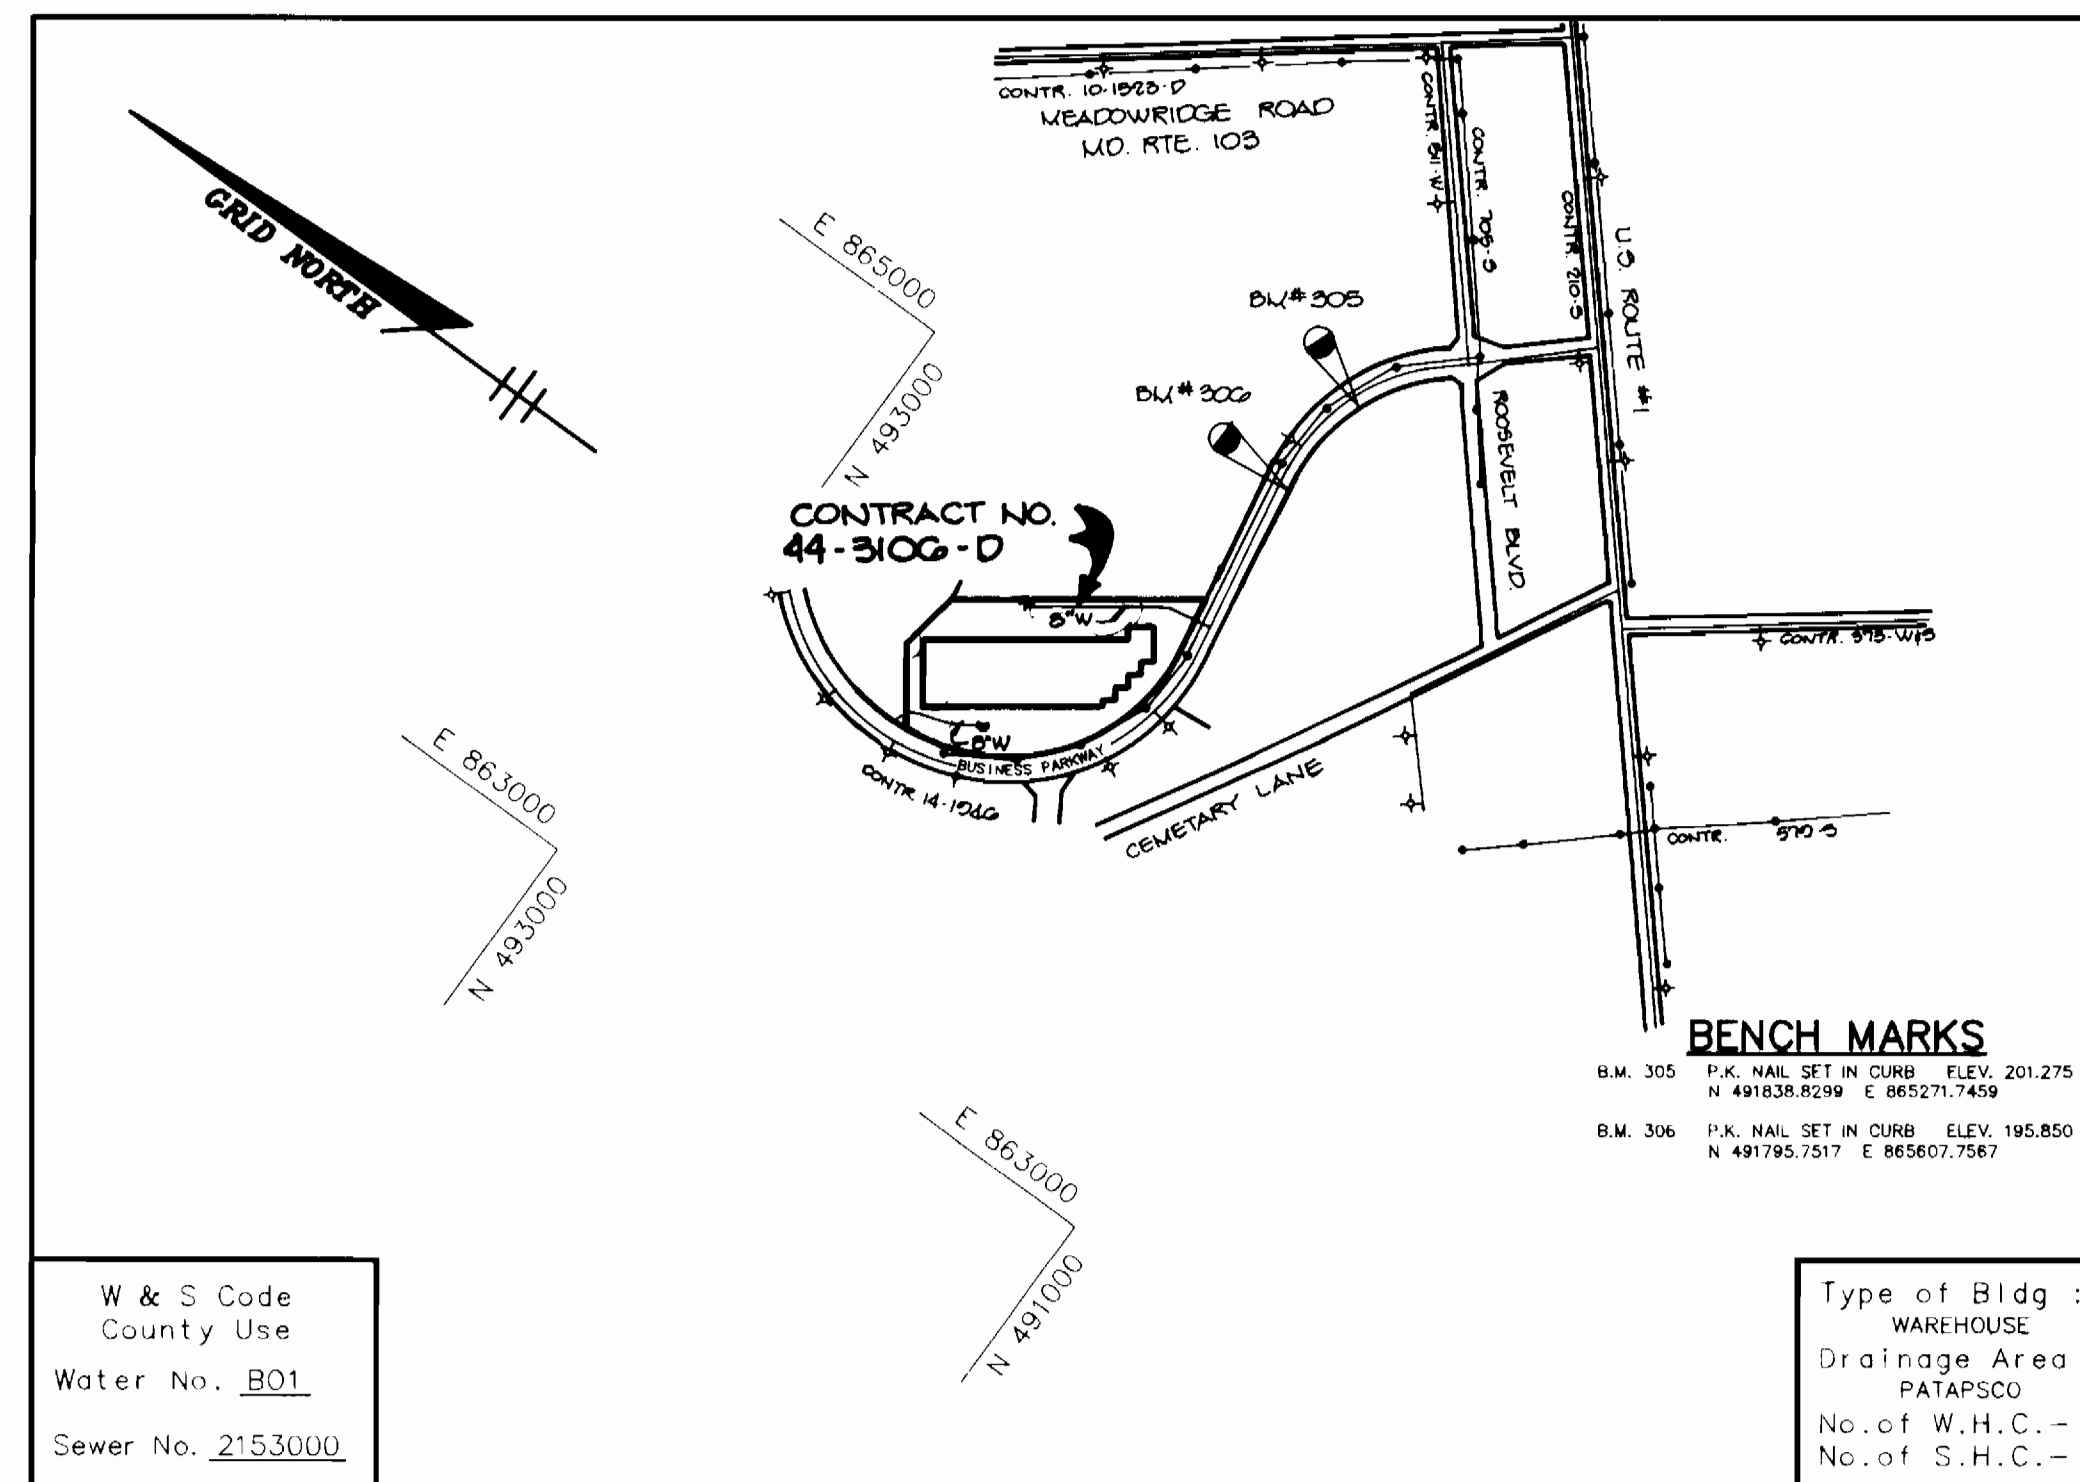 CONTR. 10-1523-D
MEADOWRIDGE ROAD
MD. RTE. 103
GRID NORTH
CONTR. 811-W
CONTR. 705-S
CONTR. 210-S
U.S. ROUTE #1
E 865000
N 493000
BM# 305
BM# 306
ROOSEVELT BLVD.
CONTRACT NO.
44-3106-D
8"W
8"W
BUSINESS PARKWAY
CONTR. 14-1546
CEMETARY LANE
CONTR. 575-W&S
CONTR. 570-S
E 863000
N 493000
E 863000
N 491000
BENCH MARKS
B.M. 305 P.K. NAIL SET IN CURB ELEV. 201.275
N 491838.8299 E 865271.7459
B.M. 306 P.K. NAIL SET IN CURB ELEV. 195.850
N 491795.7517 E 865607.7567
W & S Code
County Use
Water No. B01
Sewer No. 2153000
Type of Bldg :
WAREHOUSE
Drainage Area
PATAPSCO
No.of W.H.C.-
No.of S.H.C.-